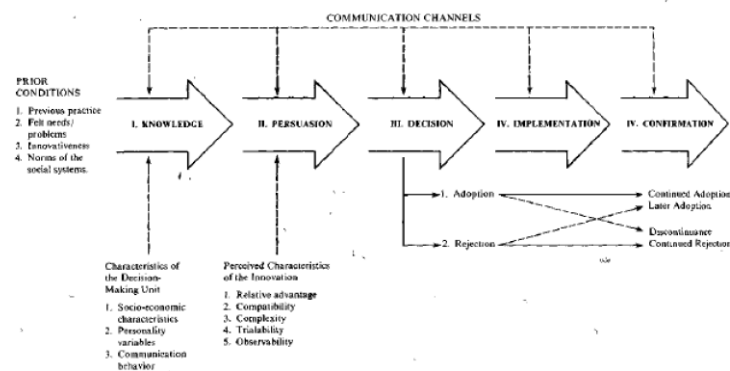 COMMUNICATION CHANNELS
PRIOR
CONDITIONS
1. Previous practice
2. Felt needs/
problems
3. Innovativeness
4. Norms of the
social systems.
I. KNOWLEDGE
II. PERSUASION
III. DECISION
IV. IMPLEMENTATION
IV. CONFIRMATION
1. Adoption
2. Rejection
Continued Adoption
Later Adoption
Discontinuance
Continued Rejection
Characteristics of
the Decision-
Making Unit
1. Socio-economic
characteristics
2. Personality
variables
3. Communication
behavior
Perceived Characteristics
of the Innovation
1. Relative advantage
2. Compatibility
3. Complexity
4. Trialability
5. Observability